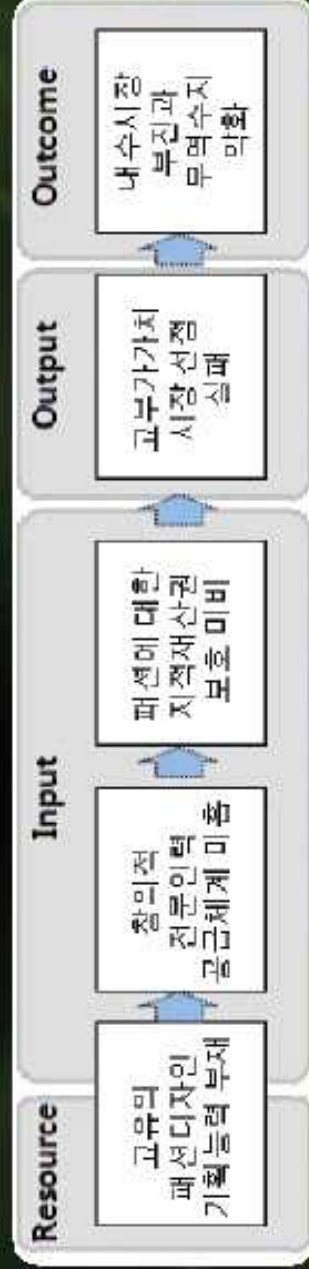 Resource
고유의
패션디자인
기획능력 부재
Input
창의적
전문인력
공급체계 미흡
패션에 대한
지적재산권
보호 미비
Output
고부가가치
시장 선점
실패
Outcome
내수시장
부진과
무역수지
악화